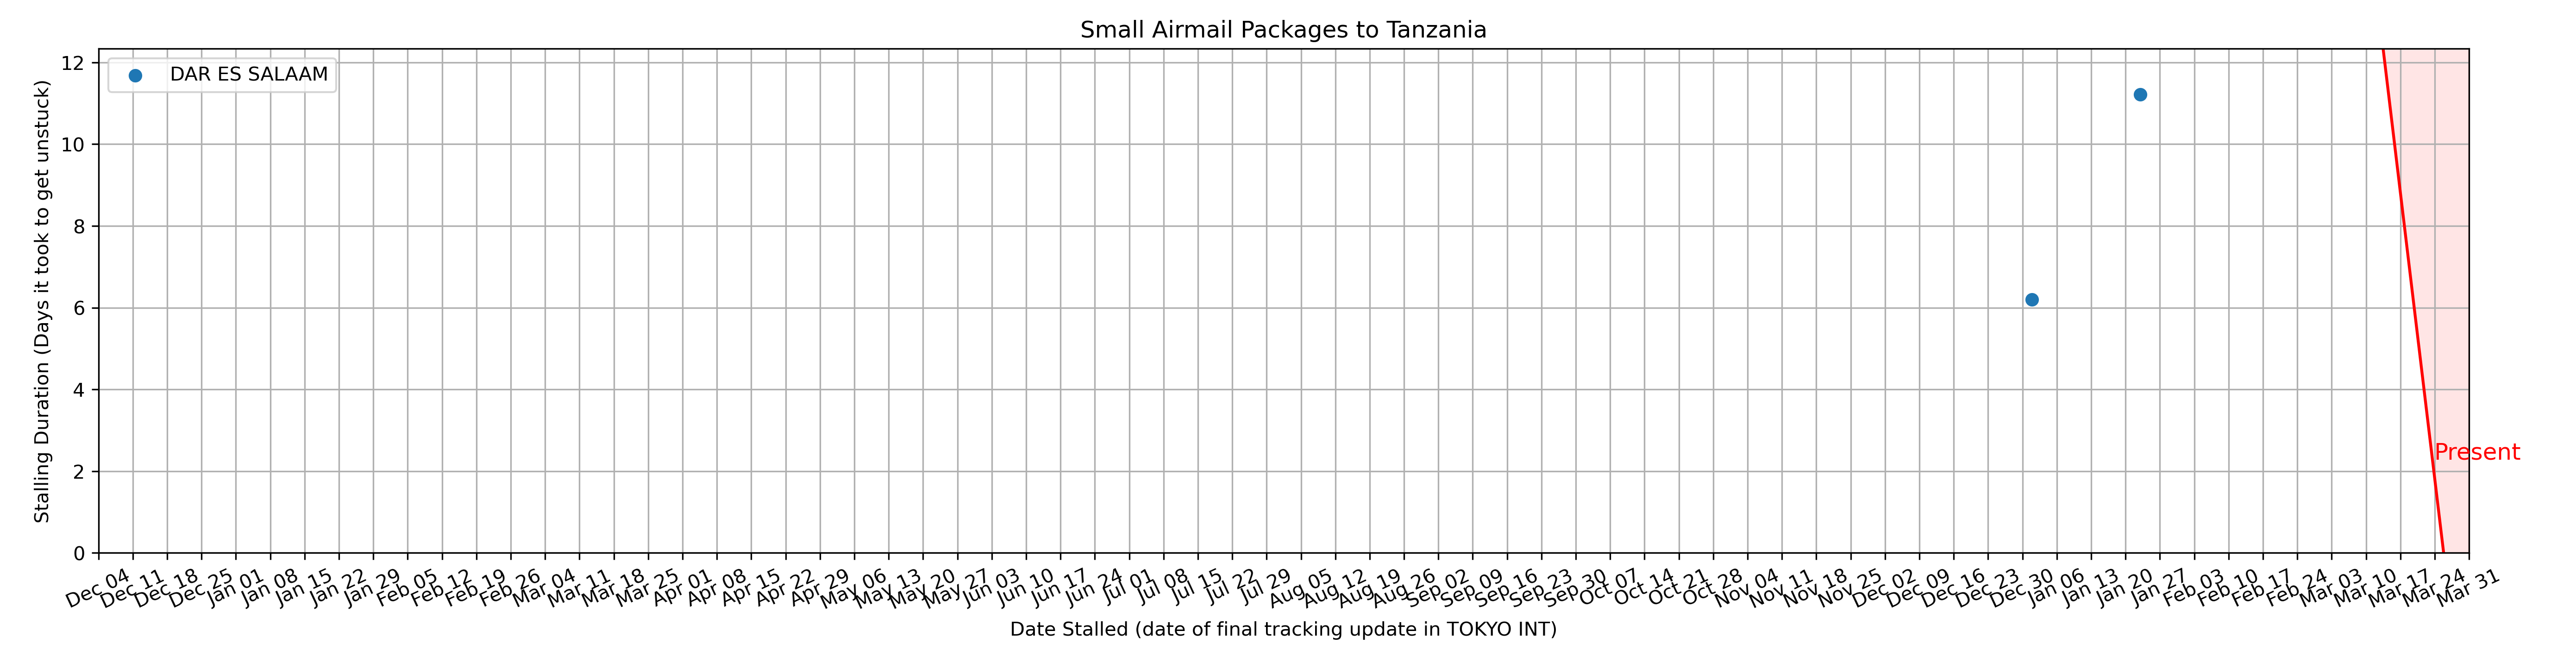 Small Airmail Packages to Tanzania
DAR ES SALAAM
Stalling Duration (Days it took to get unstuck)
12
10
8
6
4
2
0
Present
Dec 04 Dec 11 Dec 18 Dec 25 Jan 01 Jan 08 Jan 15 Jan 22 Jan 29 Feb 05 Feb 12 Feb 19 Feb 26 Mar 04 Mar 11 Mar 18 Mar 25 Apr 01 Apr 08 Apr 15 Apr 22 Apr 29 May 06 May 13 May 20 May 27 Jun 03 Jun 10 Jun 17 Jun 24 Jul 01 Jul 08 Jul 15 Jul 22 Jul 29 Aug 05 Aug 12 Aug 19 Aug 26 Sep 02 Sep 09 Sep 16 Sep 23 Sep 30 Oct 07 Oct 14 Oct 21 Oct 28 Nov 04 Nov 11 Nov 18 Nov 25 Dec 02 Dec 09 Dec 16 Dec 23 Dec 30 Jan 06 Jan 13 Jan 20 Jan 27 Feb 03 Feb 10 Feb 17 Feb 24 Mar 03 Mar 10 Mar 17 Mar 24 Mar 31
Date Stalled (date of final tracking update in TOKYO INT)